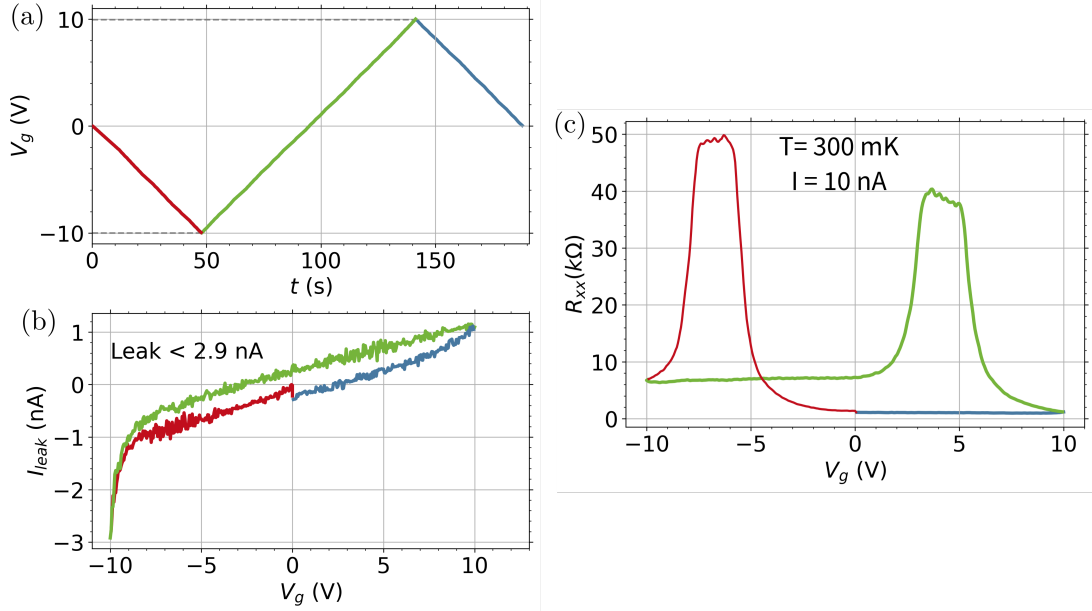 (a)
10
0
−10
V_g (V)
0
50
100
150
t (s)
(b)
1
0
−1
−2
−3
I_leak (nA)
Leak < 2.9 nA
−10
−5
0
5
10
V_g (V)
(c)
50
40
30
20
10
0
R_xx(kΩ)
T= 300 mK
I = 10 nA
−10
−5
0
5
10
V_g (V)